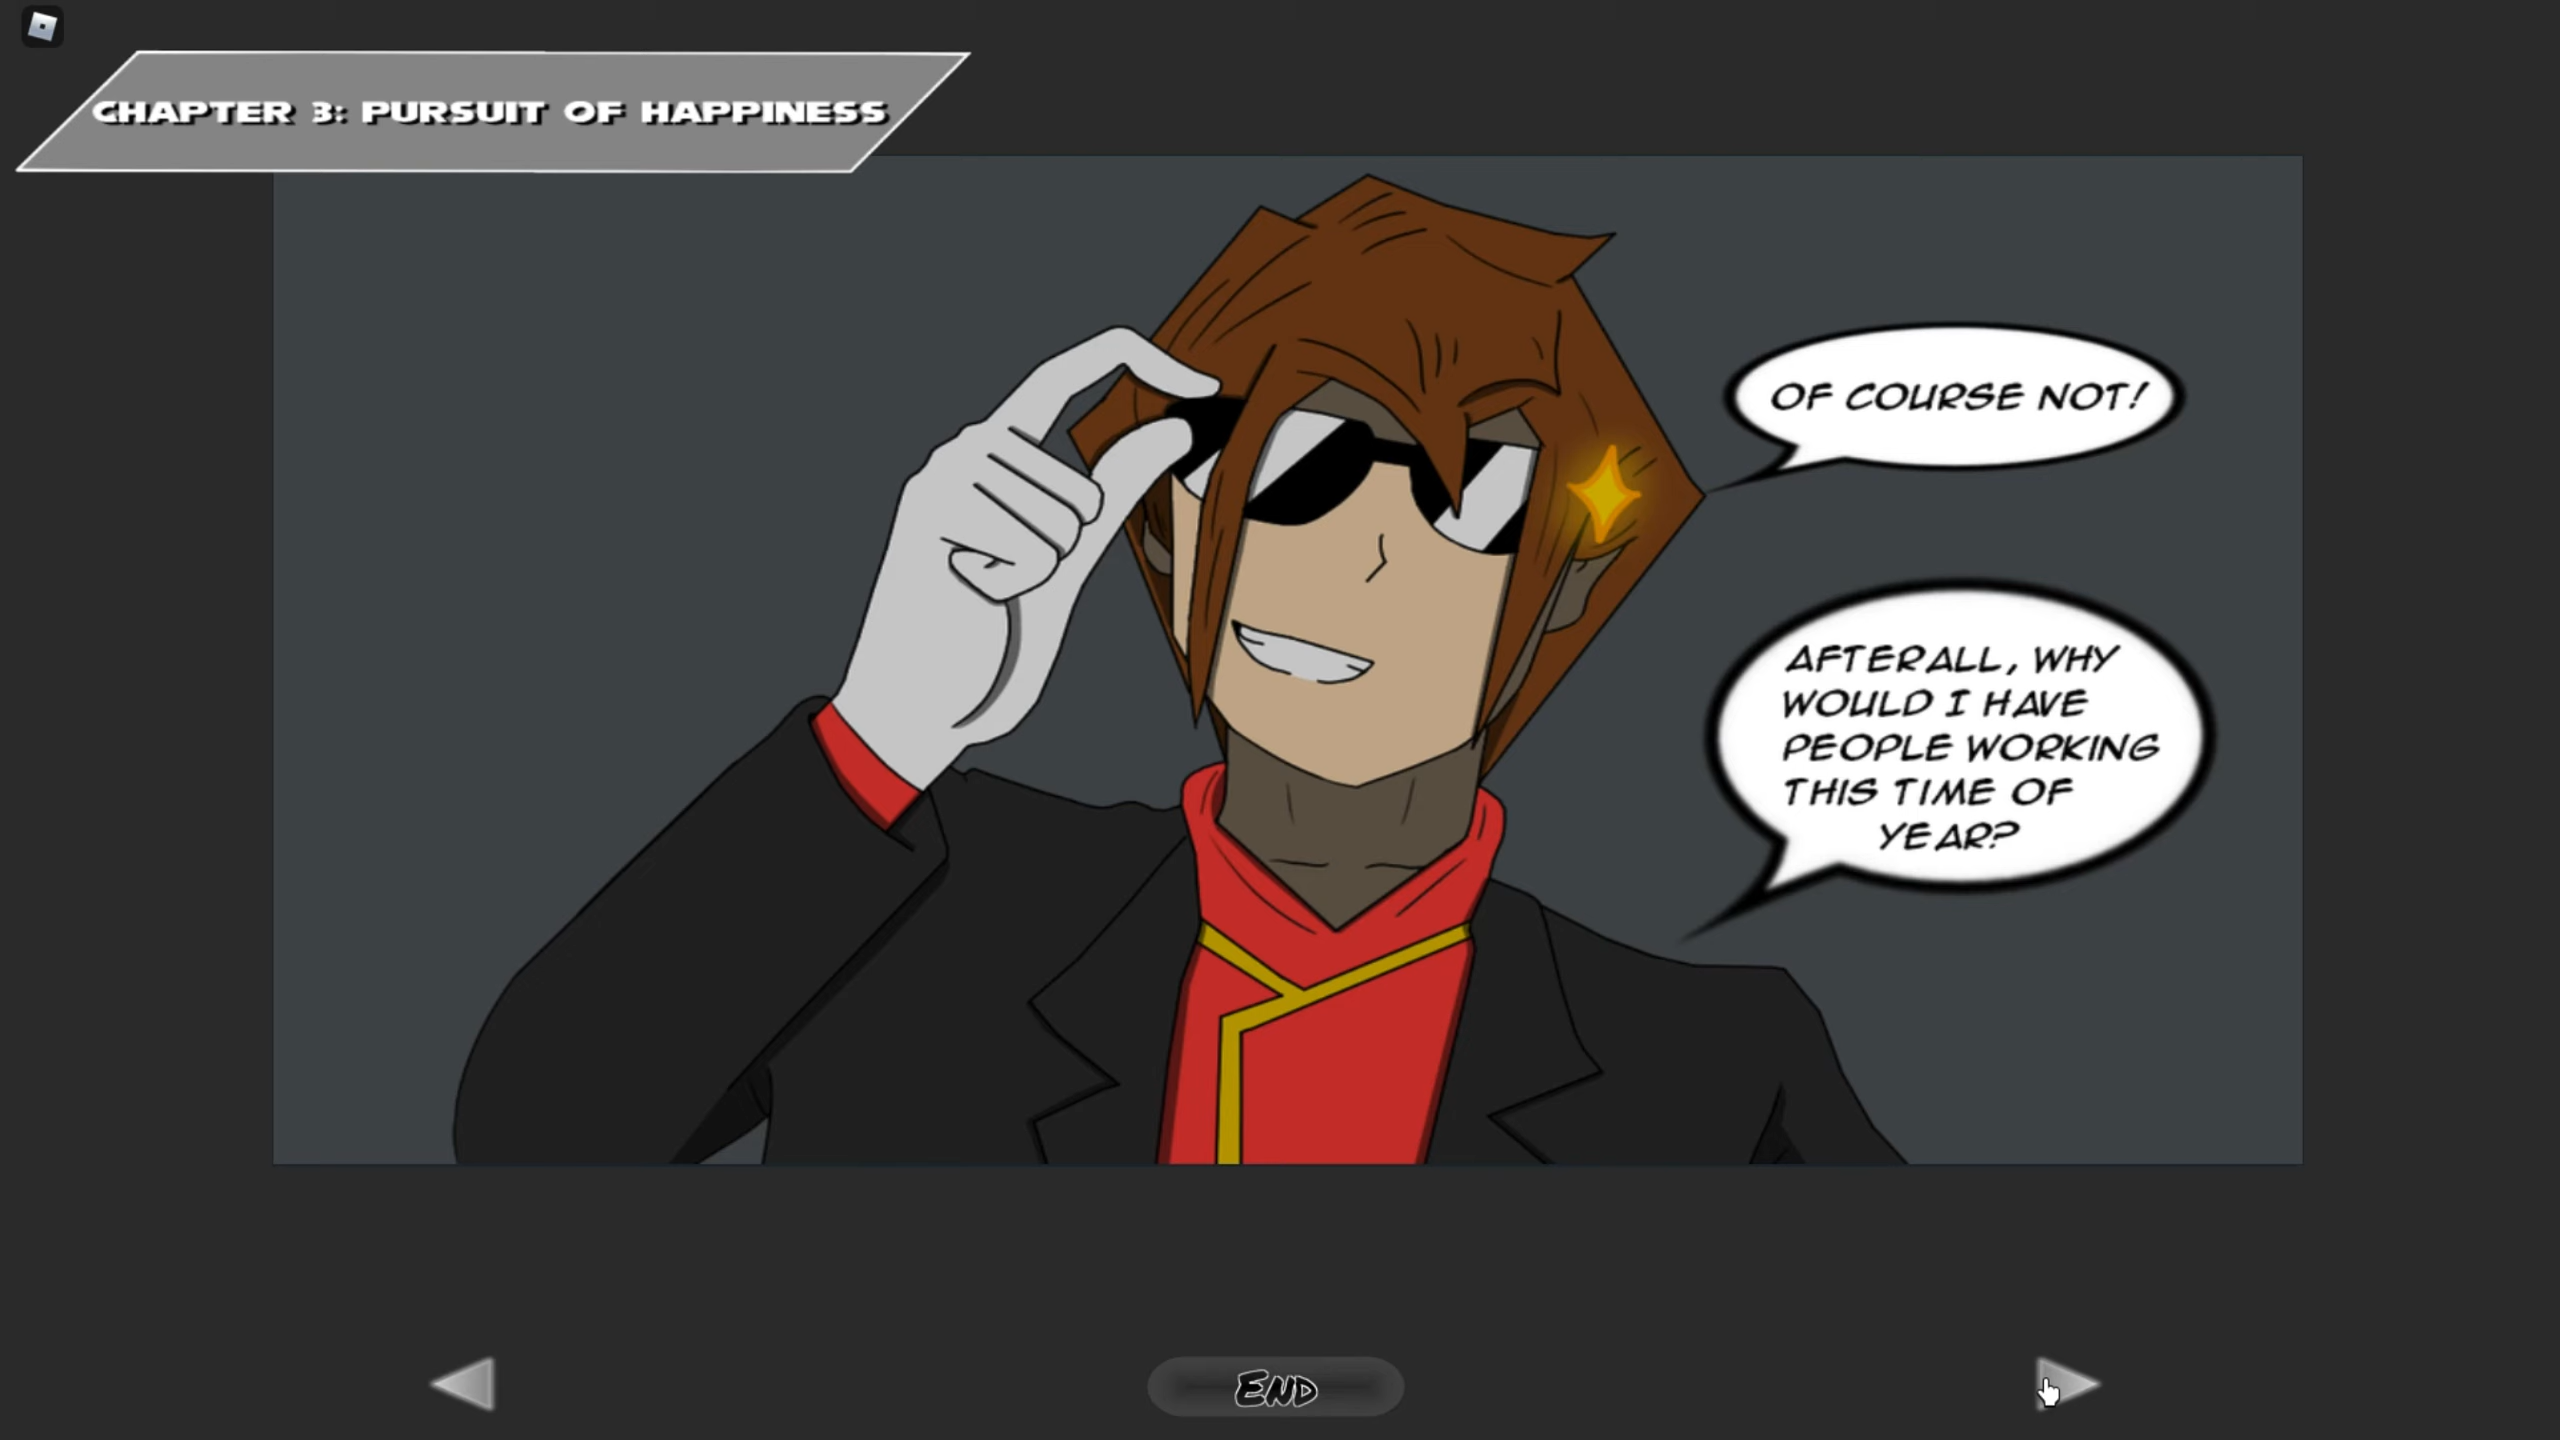 CHAPTER 3: PURSUIT OF HAPPINESS
OF COURSE NOT!
AFTERALL, WHY
WOULD I HAVE
PEOPLE WORKING
THIS TIME OF
YEAR?
END